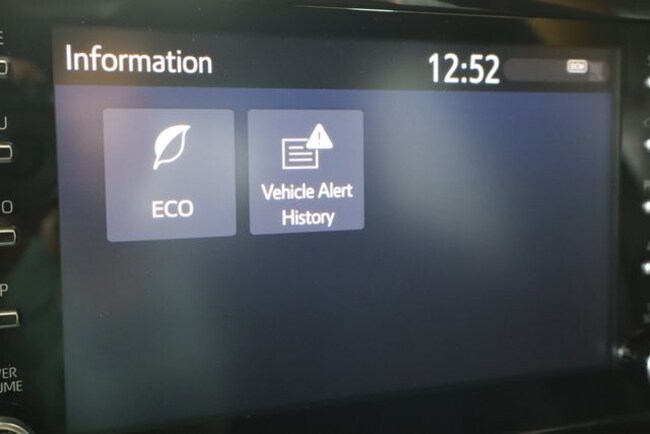 Information
12:52
ECO
Vehicle Alert
History